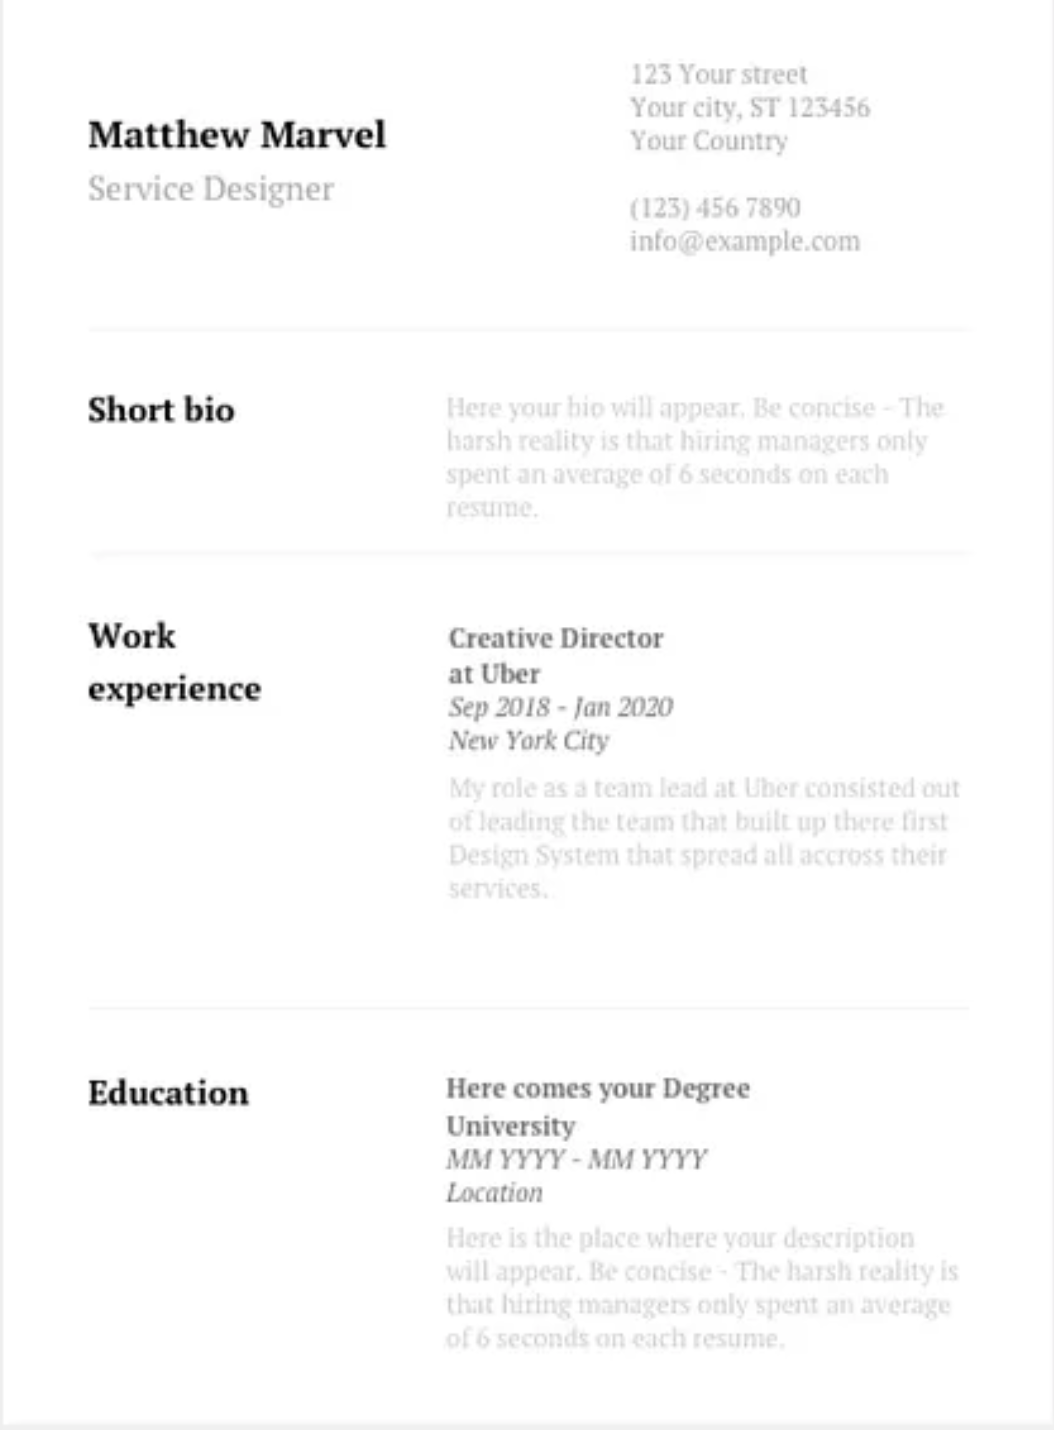 Matthew Marvel
Service Designer
123 Your street
Your city, ST 123456
Your Country
(123) 456 7890
info@example.com
Short bio
Here your bio will appear. Be concise - The
harsh reality is that hiring managers only
spent an average of 6 seconds on each
resume.
Work
experience
Creative Director
at Uber
Sep 2018 - Jan 2020
New York City
My role as a team lead at Uber consisted out
of leading the team that built up there first
Design System that spread all accross their
services.
Education
Here comes your Degree
University
MM YYYY - MM YYYY
Location
Here is the place where your description
will appear. Be concise - The harsh reality is
that hiring managers only spent an average
of 6 seconds on each resume.